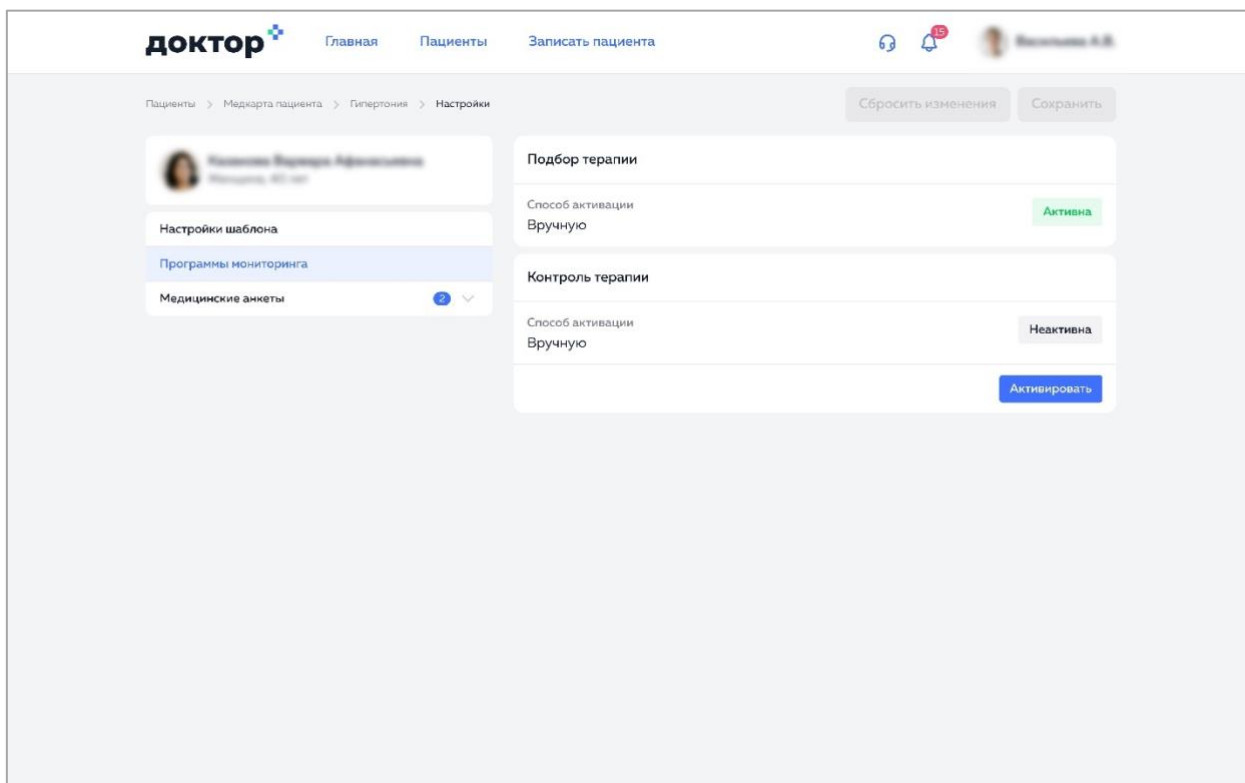 доктор
Главная Пациенты Записать пациента 15
Пациенты > Медкарта пациента > Гипертония > Настройки
Сбросить изменения Сохранить
Настройки шаблона
Программы мониторинга
Медицинские анкеты 2
Подбор терапии
Способ активации
Вручную
Активна
Контроль терапии
Способ активации
Вручную
Неактивна
Активировать